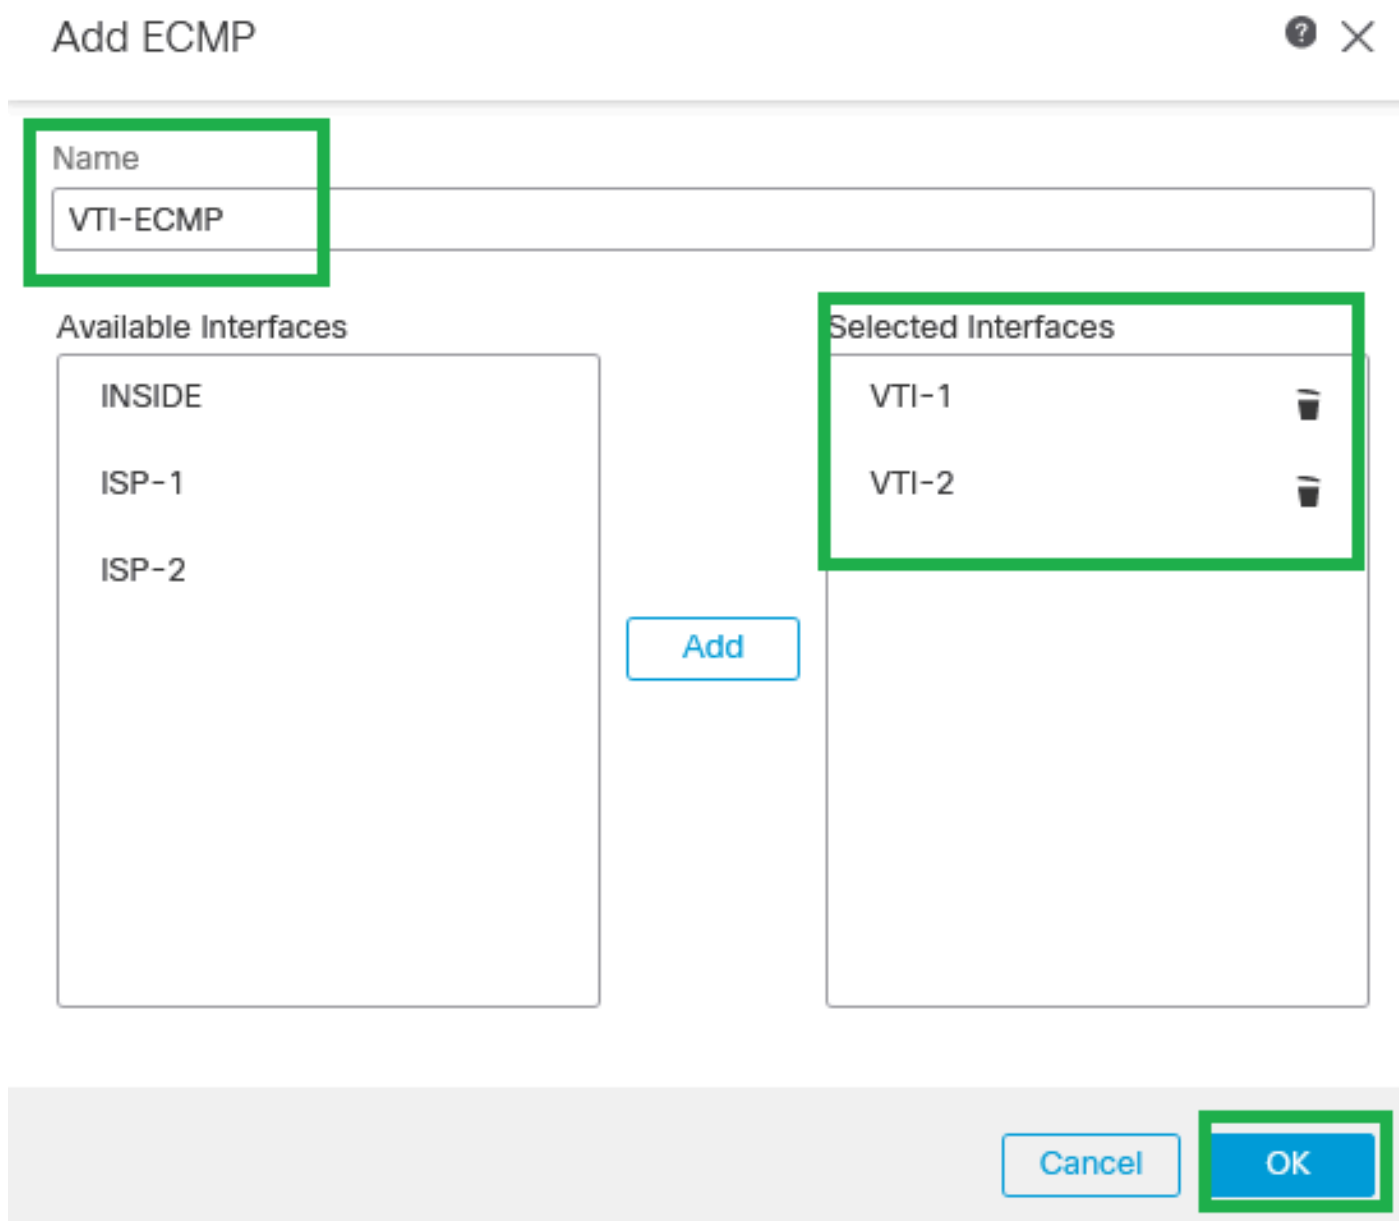 Add ECMP
Name
VTI-ECMP
Available Interfaces
INSIDE
ISP-1
ISP-2
Add
Selected Interfaces
VTI-1
VTI-2
Cancel
OK